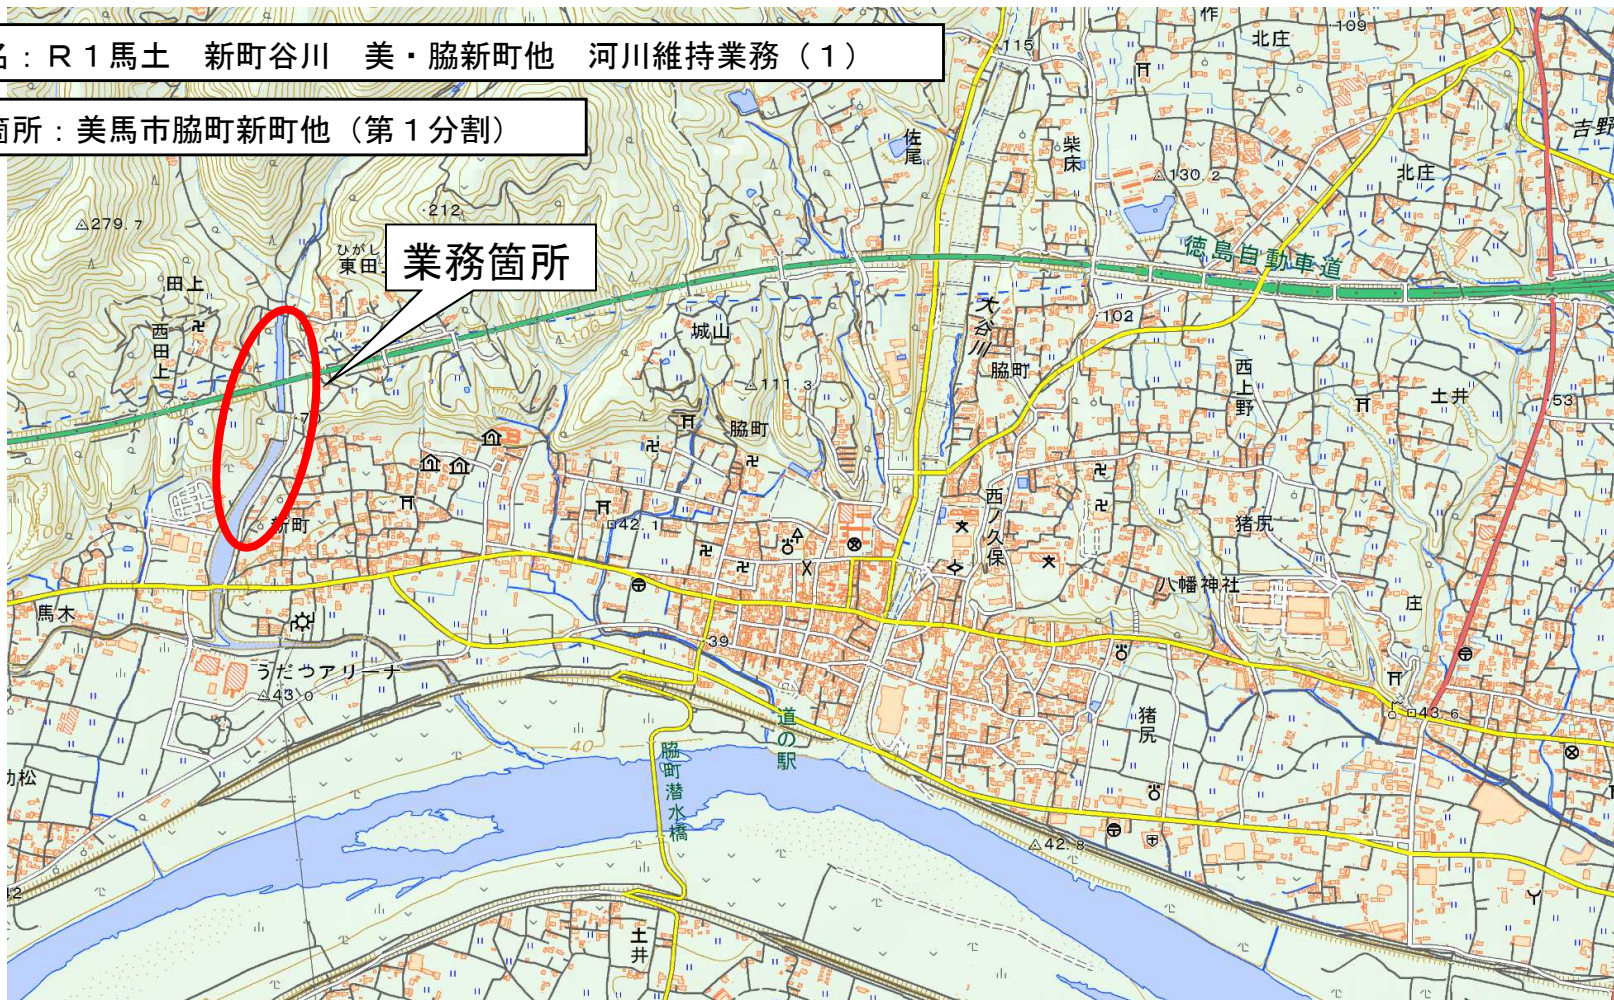 名：Ｒ１馬土　新町谷川　美・脇新町他　河川維持業務（１）
箇所：美馬市脇町新町他（第１分割）
業務箇所
作
北庄
109
115
吉野
佐尾
柴床
北庄
130.2
279.7
212
ひがし
東田
徳島自動車道
田上
西田上
城山
大谷川
102
脇町
111.3
西上野
土井
53
70
脇町
新町
42.1
西ノ久保
猪尻
八幡神社
庄
馬木
39
うだつアリーナ
43.0
道の駅
猪尻
43.6
40
脇町潜水橋
42.8
42
土井